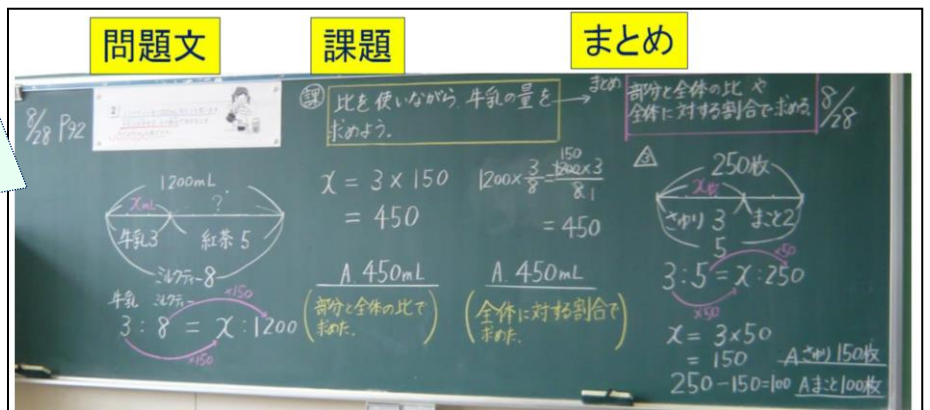 問題文
課題
まとめ
8/28 P92
2
1200mL
xmL
?
牛乳3
紅茶5
ミルクティー8
牛乳 ミルクティー
3:8=x:1200
×150
×150
課 比を使いながら、牛乳の量を
求めよう。
x=3×150
=450
A.450mL
(部分と全体の比で
求めた。)
1200×3/8=1200×3/8
150
1
=450
A.450mL
(全体に対する割合で
求めた。)
まとめ
部分と全体の比や
全体に対する割合で求める。
8/28
250枚
x枚
さゆり3
まこと2
5
3:5=x:250
×50
×50
x=3×50
=150 Aさゆり150枚
250-150=100 Aまこと100枚